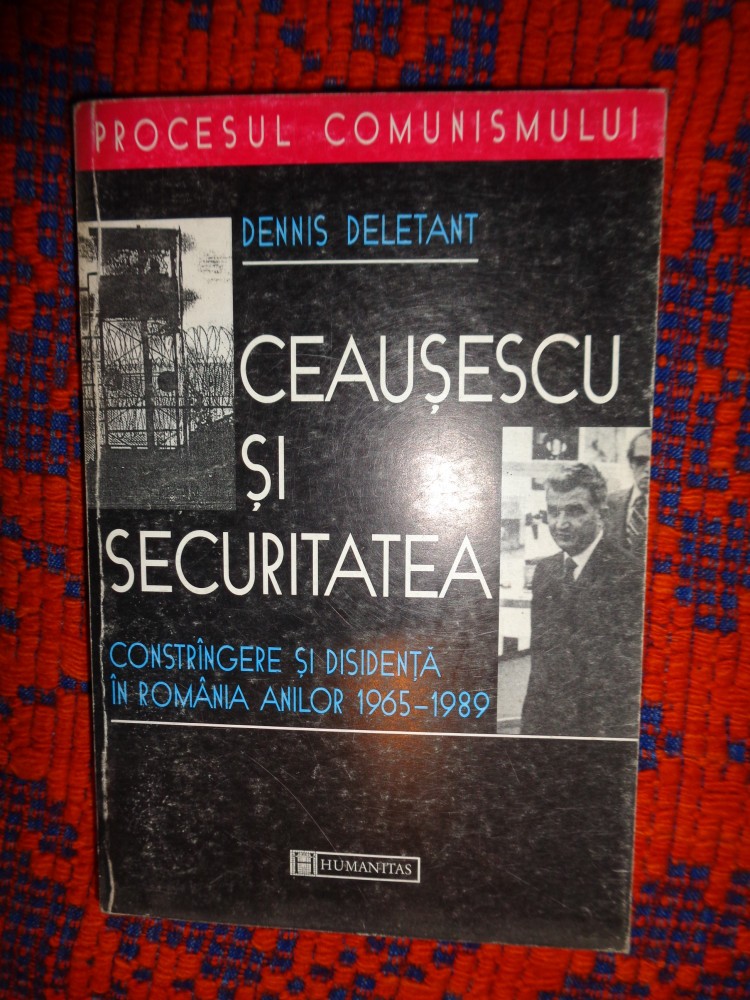 PROCESUL COMUNISMULUI
DENNIS DELETANT
CEAUȘESCU
ȘI
SECURITATEA
CONSTRÎNGERE ȘI DISIDENȚĂ
ÎN ROMÂNIA ANILOR 1965–1989
HUMANITAS